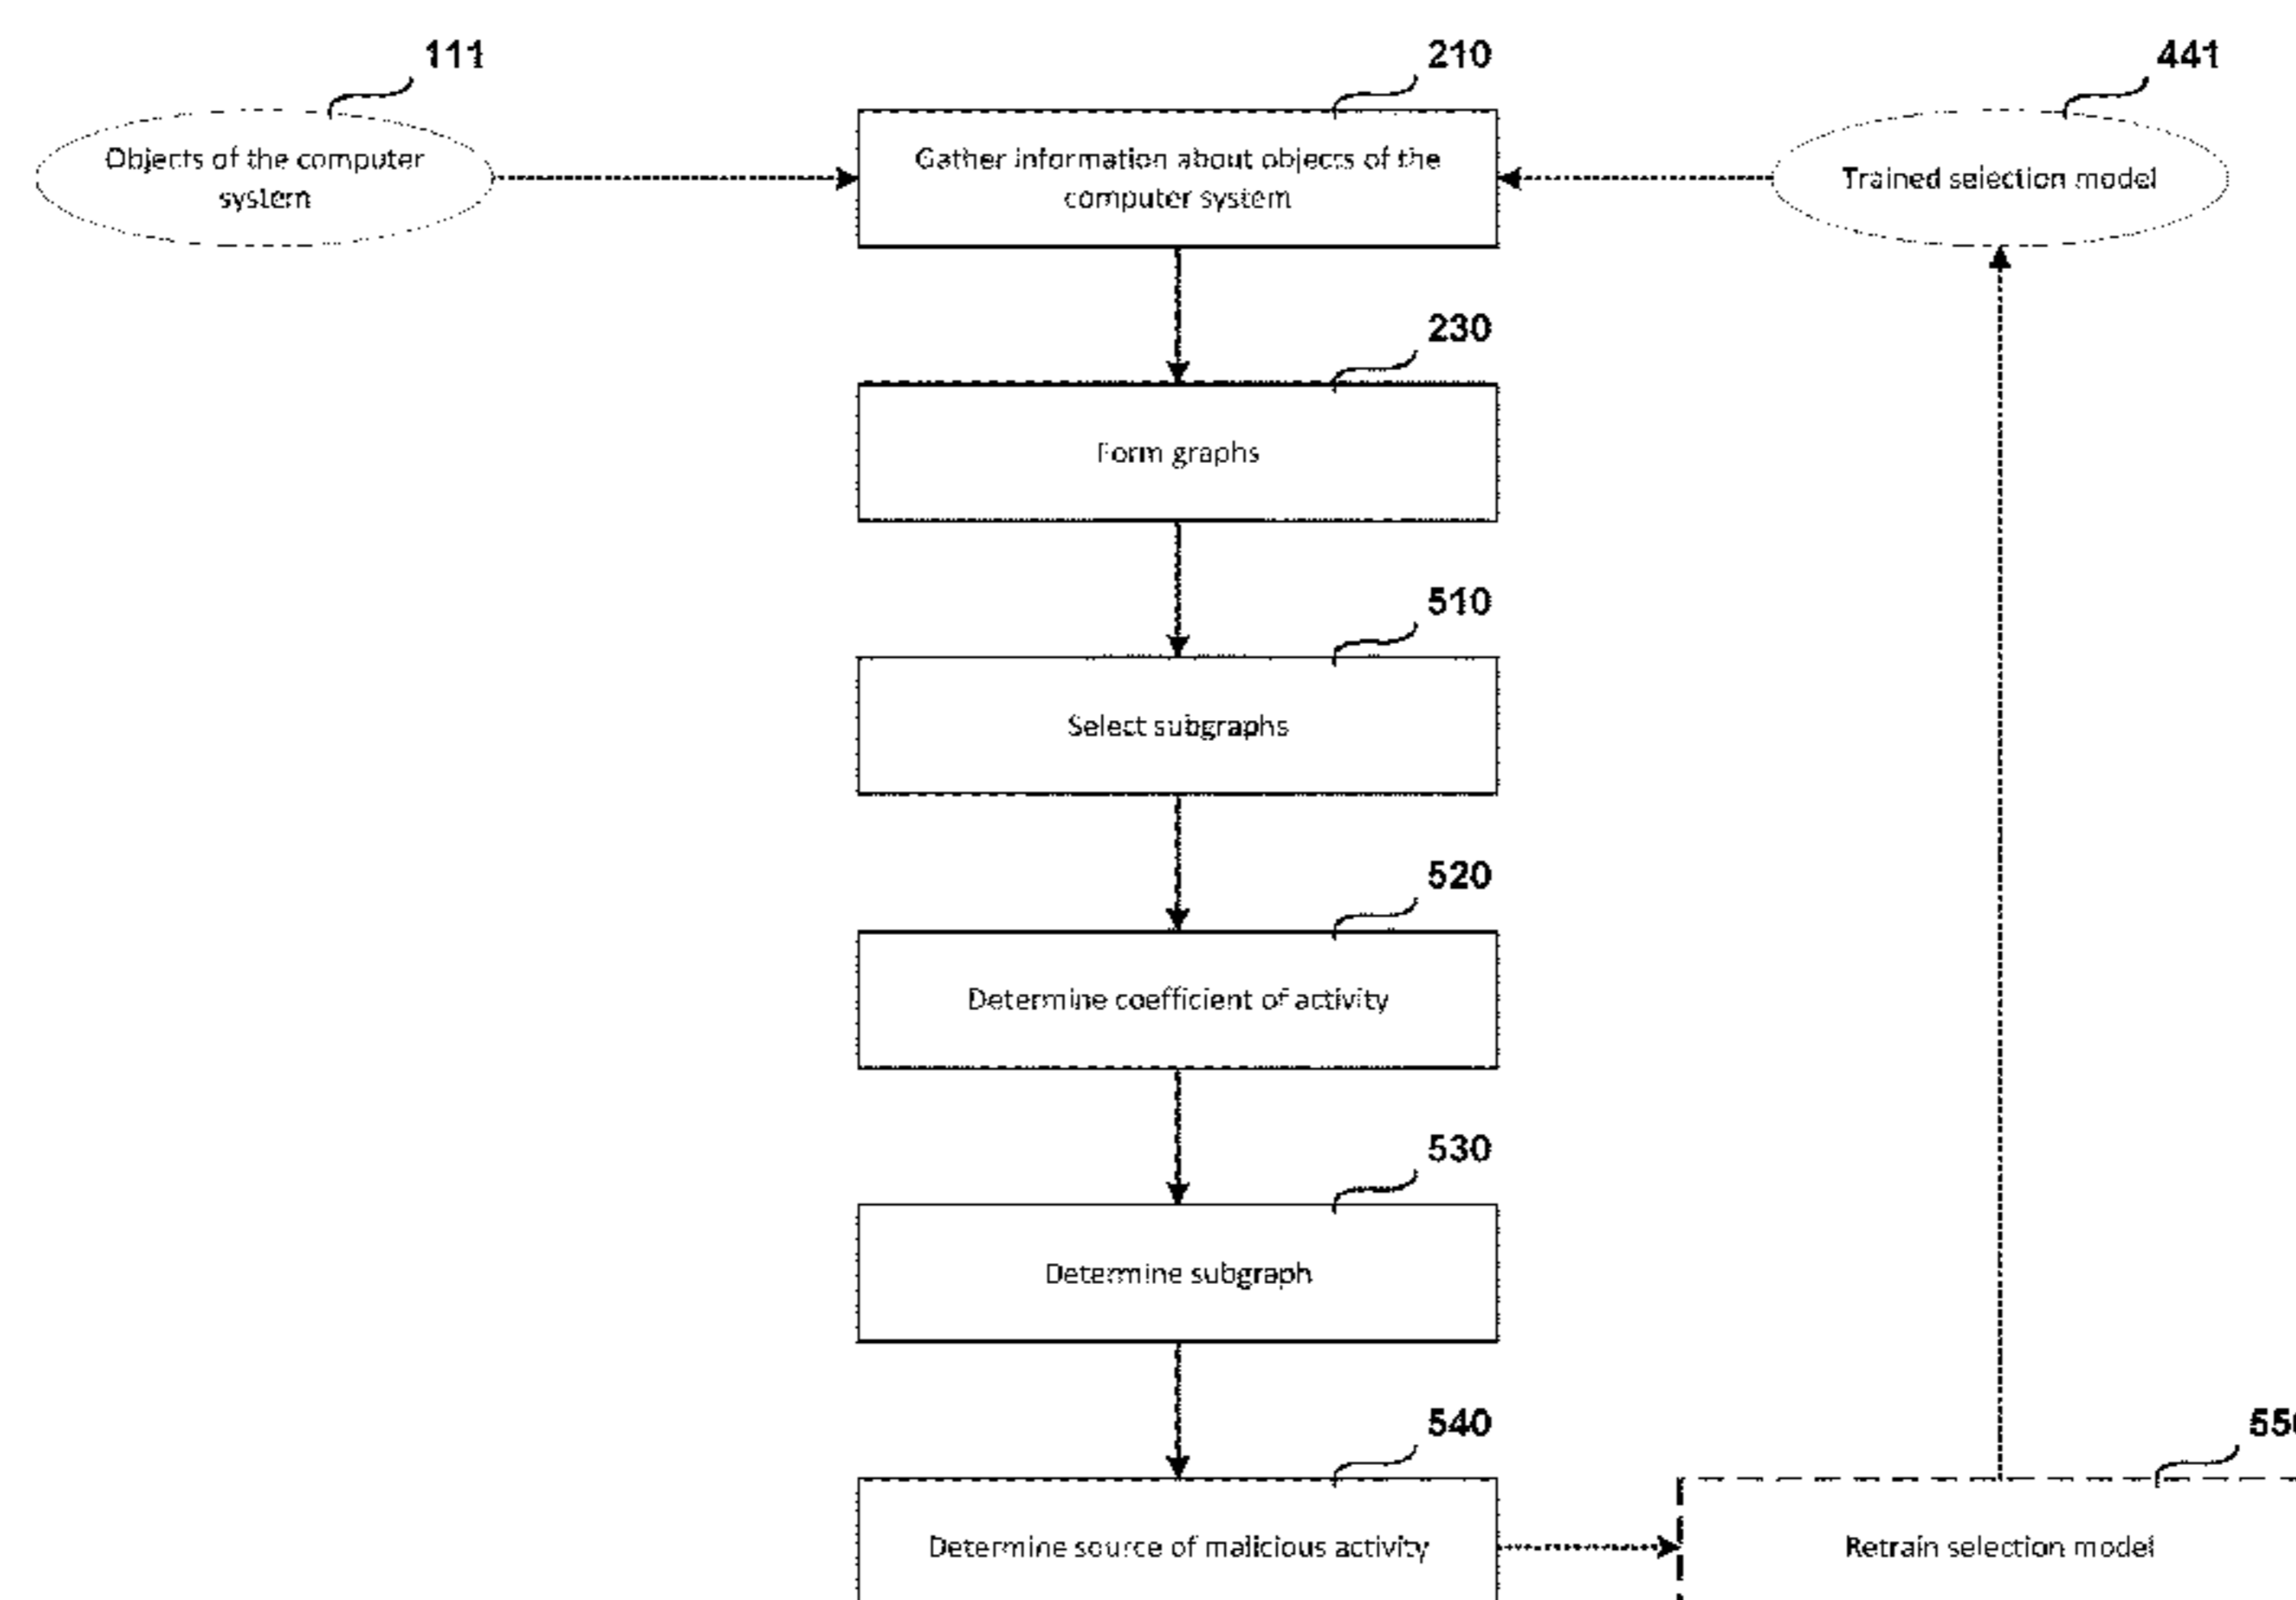 111
210
441
Objects of the computer
system
Gather information about objects of the
computer system
Trained selection model
230
Form graphs
510
Select subgraphs
520
Determine coefficient of activity
530
Determine subgraph
540
Determine source of malicious activity
Retrain selection model